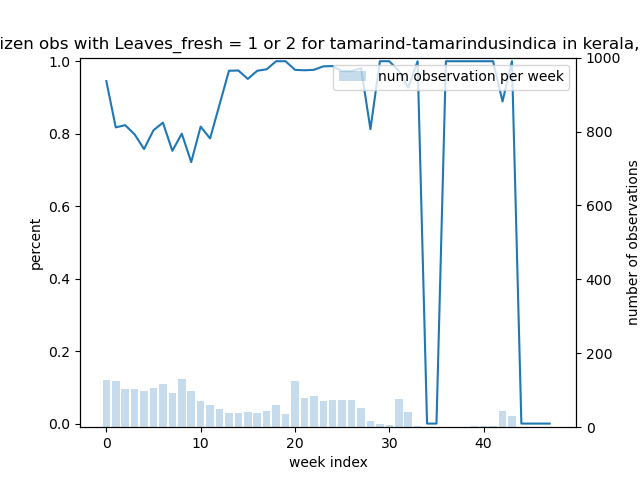 izen obs with Leaves_fresh = 1 or 2 for tamarind-tamarindusindica in kerala,
num observation per week
percent
1.0
0.8
0.6
0.4
0.2
0.0
1000
800
600
400
200
0
number of observations
0 10 20 30 40
week index